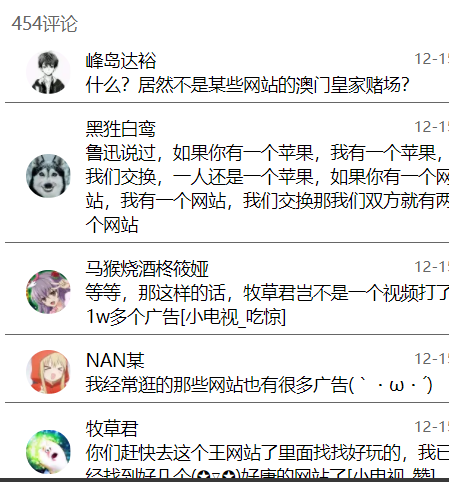 454评论
峰岛达裕 12-15
什么？居然不是某些网站的澳门皇家赌场？
黑狌白鸾 12-15
鲁迅说过，如果你有一个苹果，我有一个苹果，
我们交换，一人还是一个苹果，如果你有一个网
站，我有一个网站，我们交换那我们双方就有两
个网站
马猴烧酒柊筱娅 12-15
等等，那这样的话，牧草君岂不是一个视频打了
1w多个广告[小电视_吃惊]
NAN某 12-15
我经常逛的那些网站也有很多广告(｀・ω・´)
牧草君 12-15
你们赶快去这个王网站了里面找找好玩的，我已
经找到好几个(✪▽✪)好康的网站了[小电视_赞]